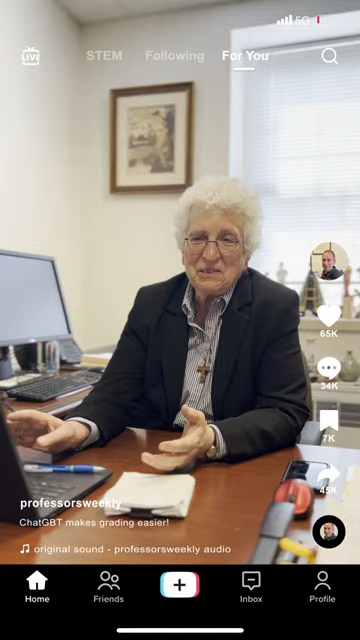 5G
LIVE
STEM
Following
For You
65K
34K
7K
45K
professorsweekly
ChatGBT makes grading easier!
original sound - professorsweekly audio
Home
Friends
Inbox
Profile